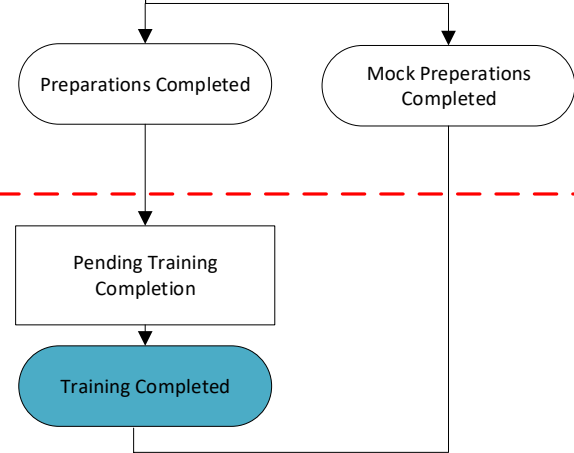 Preparations Completed
Mock Preperations
Completed
Pending Training
Completion
Training Completed